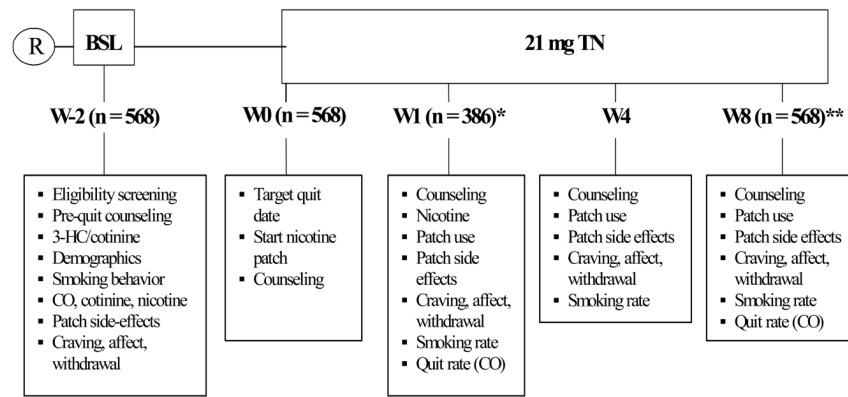 R
BSL
21 mg TN
W-2 (n = 568)
W0 (n = 568)
W1 (n = 386)*
W4
W8 (n = 568)**
▪ Eligibility screening
▪ Pre-quit counseling
▪ 3-HC/cotinine
▪ Demographics
▪ Smoking behavior
▪ CO, cotinine, nicotine
▪ Patch side-effects
▪ Craving, affect,
withdrawal
▪ Target quit
date
▪ Start nicotine
patch
▪ Counseling
▪ Counseling
▪ Nicotine
▪ Patch use
▪ Patch side
effects
▪ Craving, affect,
withdrawal
▪ Smoking rate
▪ Quit rate (CO)
▪ Counseling
▪ Patch use
▪ Patch side effects
▪ Craving, affect,
withdrawal
▪ Smoking rate
▪ Counseling
▪ Patch use
▪ Patch side effects
▪ Craving, affect,
withdrawal
▪ Smoking rate
▪ Quit rate (CO)